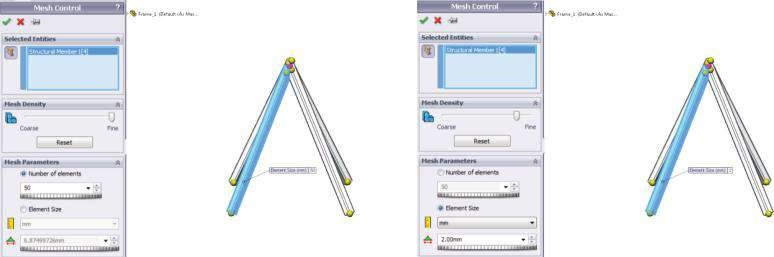 Mesh Control ?
Selected Entities
Structural Member1[4]
Mesh Density
Coarse Fine
Reset
Mesh Parameters
Number of elements
50
Element Size
mm
6.87499726mm
Frame_1 (Default<As Mac...
Element Size (mm)
Mesh Control ?
Selected Entities
Structural Member1[4]
Mesh Density
Coarse Fine
Reset
Mesh Parameters
Number of elements
50
Element Size
mm
2.00mm
Frame_1 (Default<As Mac...
Element Size (mm)